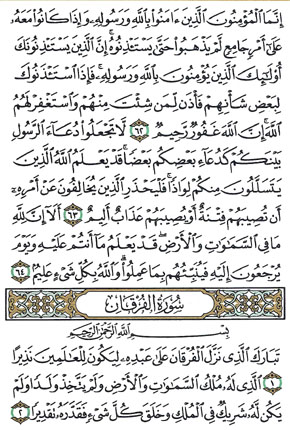 إِنَّمَا ٱلْمُؤْمِنُونَ ٱلَّذِينَ ءَامَنُوا۟ بِٱللَّهِ وَرَسُولِهِۦ وَإِذَا كَانُوا۟ مَعَهُۥ
عَلَىٰٓ أَمْرٍ جَامِعٍ لَّمْ يَذْهَبُوا۟ حَتَّىٰ يَسْتَـْٔذِنُوهُ ۚ إِنَّ ٱلَّذِينَ يَسْتَـْٔذِنُونَكَ
أُو۟لَـٰٓئِكَ ٱلَّذِينَ يُؤْمِنُونَ بِٱللَّهِ وَرَسُولِهِۦ ۚ فَإِذَا ٱسْتَـْٔذَنُوكَ
لِبَعْضِ شَأْنِهِمْ فَأْذَن لِّمَن شِئْتَ مِنْهُمْ وَٱسْتَغْفِرْ لَهُمُ
ٱللَّهَ ۚ إِنَّ ٱللَّهَ غَفُورٌ رَّحِيمٌ ٦٢ لَّا تَجْعَلُوا۟ دُعَآءَ ٱلرَّسُولِ
بَيْنَكُمْ كَدُعَآءِ بَعْضِكُم بَعْضًا ۚ قَدْ يَعْلَمُ ٱللَّهُ ٱلَّذِينَ
يَتَسَلَّلُونَ مِنكُمْ لِوَاذًا ۚ فَلْيَحْذَرِ ٱلَّذِينَ يُخَالِفُونَ عَنْ أَمْرِهِۦٓ
أَن تُصِيبَهُمْ فِتْنَةٌ أَوْ يُصِيبَهُمْ عَذَابٌ أَلِيمٌ ٦٣ أَلَآ إِنَّ لِلَّهِ
مَا فِى ٱلسَّمَـٰوَٰتِ وَٱلْأَرْضِ ۖ قَدْ يَعْلَمُ مَآ أَنتُمْ عَلَيْهِ وَيَوْمَ
يُرْجَعُونَ إِلَيْهِ فَيُنَبِّئُهُم بِمَا عَمِلُوا۟ ۗ وَٱللَّهُ بِكُلِّ شَىْءٍ عَلِيمٌۢ ٦٤
سُورَةُ الفُرْقَانِ
بِسْمِ ٱللَّهِ ٱلرَّحْمَـٰنِ ٱلرَّحِيمِ
تَبَارَكَ ٱلَّذِى نَزَّلَ ٱلْفُرْقَانَ عَلَىٰ عَبْدِهِۦ لِيَكُونَ لِلْعَـٰلَمِينَ نَذِيرًا
١ ٱلَّذِى لَهُۥ مُلْكُ ٱلسَّمَـٰوَٰتِ وَٱلْأَرْضِ وَلَمْ يَتَّخِذْ وَلَدًا وَلَمْ
يَكُن لَّهُۥ شَرِيكٌ فِى ٱلْمُلْكِ وَخَلَقَ كُلَّ شَىْءٍ فَقَدَّرَهُۥ تَقْدِيرًا ٢